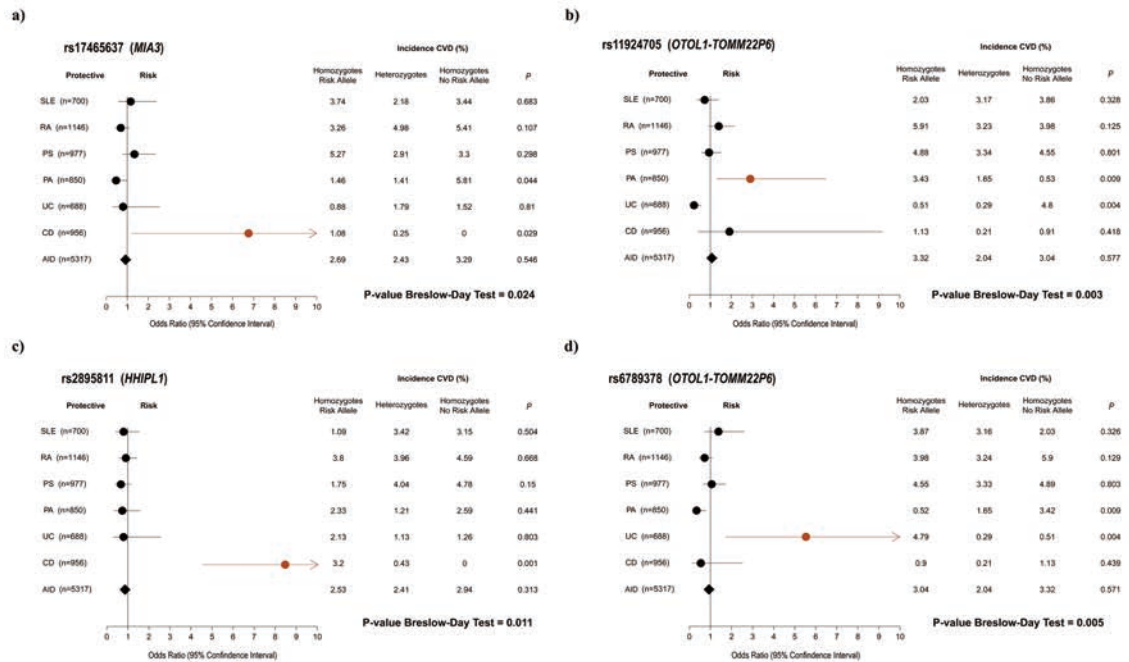 a)
rs17465637 (MIA3)
Incidence CVD (%)
Protective Risk Homozygotes Risk Allele Heterozygotes Homozygotes No Risk Allele P
SLE (n=700) 3.74 2.18 3.44 0.683
RA (n=1146) 3.26 4.98 5.41 0.107
PS (n=977) 5.27 2.91 3.3 0.298
PA (n=850) 1.46 1.41 5.81 0.044
UC (n=688) 0.88 1.79 1.52 0.81
CD (n=956) 1.08 0.25 0 0.029
AID (n=5317) 2.69 2.43 3.29 0.546
P-value Breslow-Day Test = 0.024
0 1 2 3 4 5 6 7 8 9 10
Odds Ratio (95% Confidence Interval)
b)
rs11924705 (OTOL1-TOMM22P6)
Incidence CVD (%)
Protective Risk Homozygotes Risk Allele Heterozygotes Homozygotes No Risk Allele P
SLE (n=700) 2.03 3.17 3.86 0.328
RA (n=1146) 5.91 3.23 3.98 0.125
PS (n=977) 4.88 3.34 4.55 0.801
PA (n=850) 3.43 1.65 0.53 0.009
UC (n=688) 0.51 0.29 4.8 0.004
CD (n=956) 1.13 0.21 0.91 0.418
AID (n=5317) 3.32 2.04 3.04 0.577
P-value Breslow-Day Test = 0.003
0 1 2 3 4 5 6 7 8 9 10
Odds Ratio (95% Confidence Interval)
c)
rs2895811 (HHIPL1)
Incidence CVD (%)
Protective Risk Homozygotes Risk Allele Heterozygotes Homozygotes No Risk Allele P
SLE (n=700) 1.09 3.42 3.15 0.504
RA (n=1146) 3.8 3.96 4.59 0.668
PS (n=977) 1.75 4.04 4.78 0.15
PA (n=850) 2.33 1.21 2.59 0.441
UC (n=688) 2.13 1.13 1.26 0.803
CD (n=956) 3.2 0.43 0 0.001
AID (n=5317) 2.53 2.41 2.94 0.313
P-value Breslow-Day Test = 0.011
0 1 2 3 4 5 6 7 8 9 10
Odds Ratio (95% Confindence Interval)
d)
rs6789378 (OTOL1-TOMM22P6)
Incidence CVD (%)
Protective Risk Homozygotes Risk Allele Heterozygotes Homozygotes No Risk Allele P
SLE (n=700) 3.87 3.16 2.03 0.326
RA (n=1146) 3.98 3.24 5.9 0.129
PS (n=977) 4.55 3.33 4.89 0.803
PA (n=850) 0.52 1.65 3.42 0.009
UC (n=688) 4.79 0.29 0.51 0.004
CD (n=956) 0.9 0.21 1.13 0.439
AID (n=5317) 3.04 2.04 3.32 0.571
P-value Breslow-Day Test = 0.005
0 1 2 3 4 5 6 7 8 9 10
Odds Ratio (95% Confidence Interval)